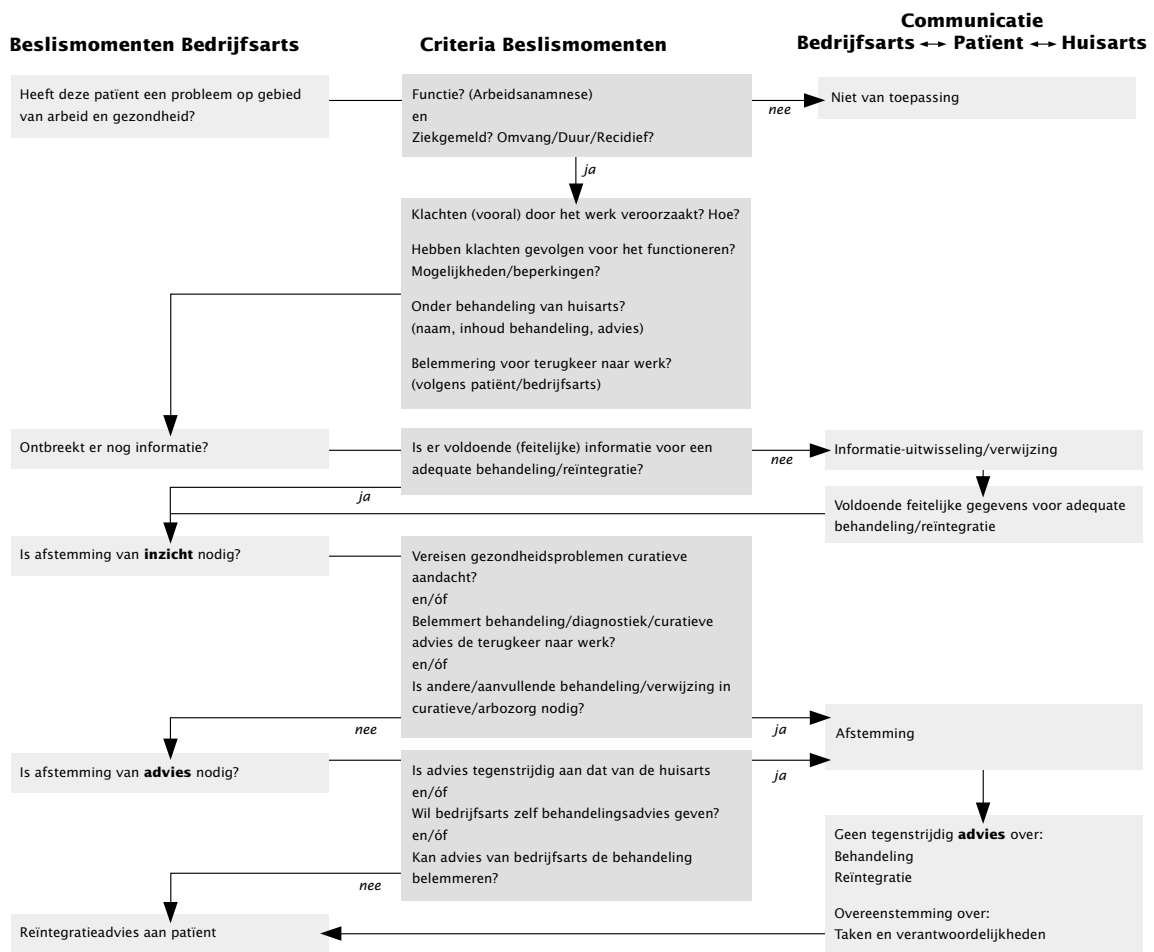 Beslismomenten Bedrijfsarts
Criteria Beslismomenten
Communicatie
Bedrijfsarts ↔ Patïent ↔ Huisarts
Heeft deze patïent een probleem op gebied
van arbeid en gezondheid?
Functie? (Arbeidsanamnese)
en
Ziekgemeld? Omvang/Duur/Recidief?
nee
Niet van toepassing
ja
Klachten (vooral) door het werk veroorzaakt? Hoe?
Hebben klachten gevolgen voor het functioneren?
Mogelijkheden/beperkingen?
Onder behandeling van huisarts?
(naam, inhoud behandeling, advies)
Belemmering voor terugkeer naar werk?
(volgens patiënt/bedrijfsarts)
Ontbreekt er nog informatie?
Is er voldoende (feitelijke) informatie voor een
adequate behandeling/reïntegratie?
nee
Informatie-uitwisseling/verwijzing
ja
Voldoende feitelijke gegevens voor adequate
behandeling/reïntegratie
Is afstemming van inzicht nodig?
Vereisen gezondheidsproblemen curatieve
aandacht?
en/óf
Belemmert behandeling/diagnostiek/curatieve
advies de terugkeer naar werk?
en/óf
Is andere/aanvullende behandeling/verwijzing in
curatieve/arbozorg nodig?
nee
ja
Afstemming
Is afstemming van advies nodig?
Is advies tegenstrijdig aan dat van de huisarts
en/óf
Wil bedrijfsarts zelf behandelingsadvies geven?
en/óf
Kan advies van bedrijfsarts de behandeling
belemmeren?
ja
nee
Geen tegenstrijdig advies over:
Behandeling
Reïntegratie
Overeenstemming over:
Taken en verantwoordelijkheden
Reïntegratieadvies aan patïent